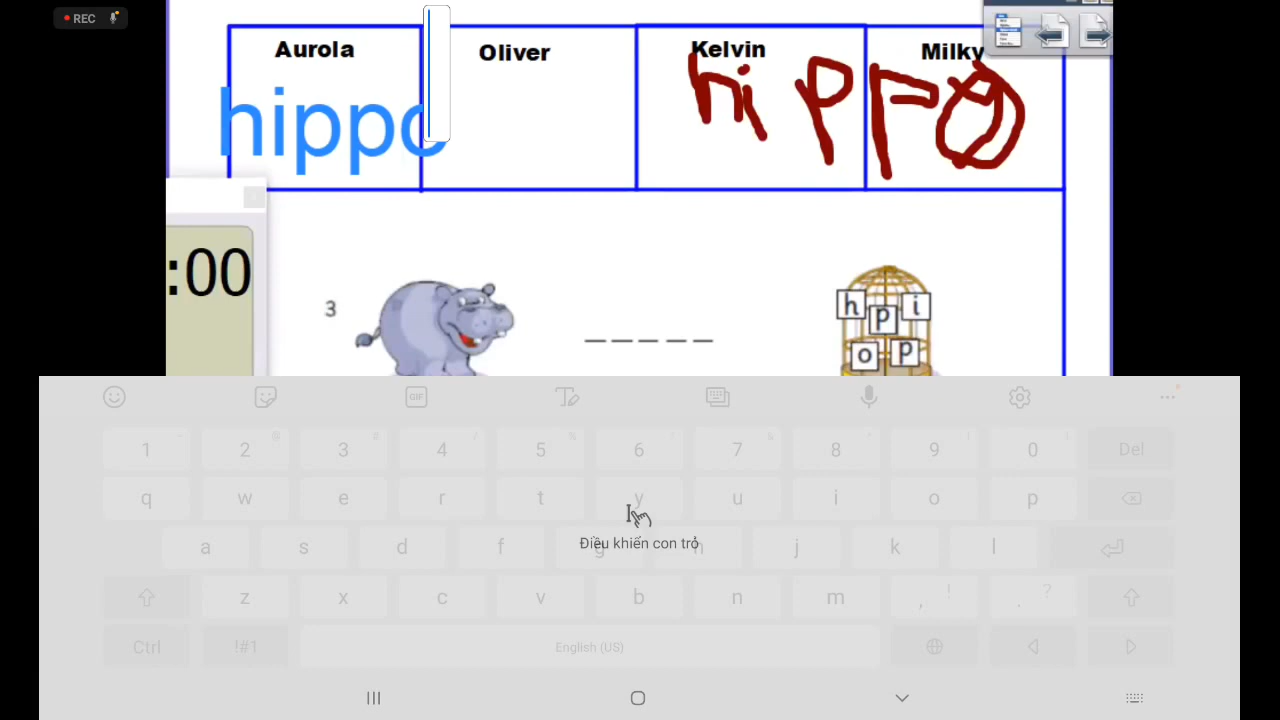 REC
Aurola Oliver Kelvin Milky
hippo hi PPO
:00
3 _ _ _ _ _ h p i
o p
GIF
1 2 3 4 5 6 7 8 9 0 Del
q w e r t y u i o p
Điều khiển con trỏ
a s d f g h j k l
z x c v b n m , ! . ?
Ctrl !#1 English (US)